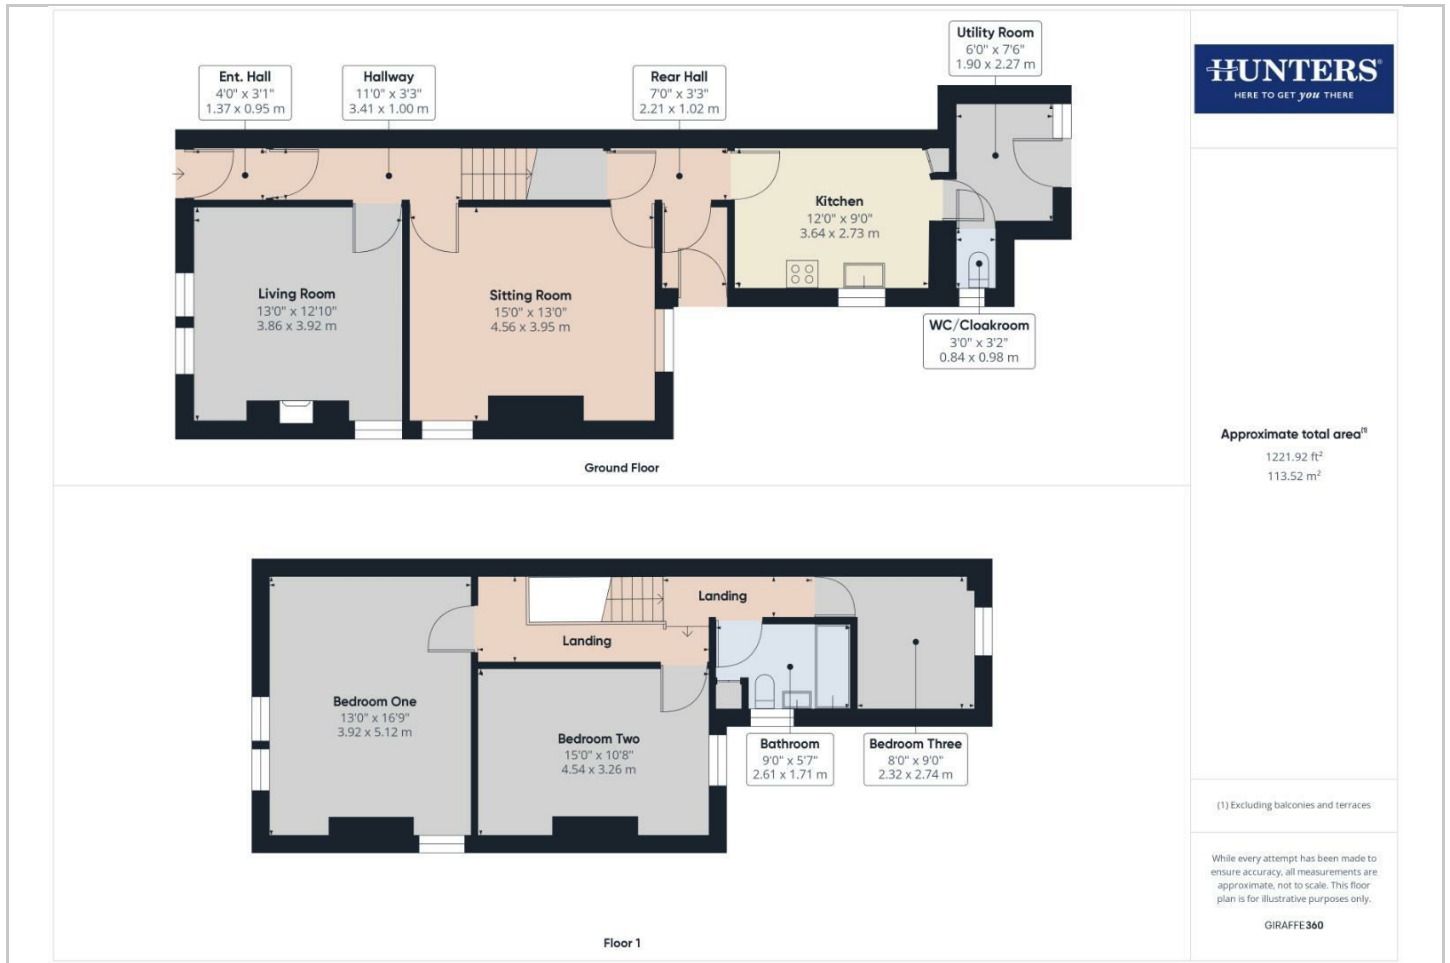 Utility Room
6'0" x 7'6"
1.90 x 2.27 m
Ent. Hall
4'0" x 3'1"
1.37 x 0.95 m
Hallway
11'0" x 3'3"
3.41 x 1.00 m
Rear Hall
7'0" x 3'3"
2.21 x 1.02 m
Kitchen
12'0" x 9'0"
3.64 x 2.73 m
Living Room
13'0" x 12'10"
3.86 x 3.92 m
Sitting Room
15'0" x 13'0"
4.56 x 3.95 m
WC/Cloakroom
3'0" x 3'2"
0.84 x 0.98 m
Ground Floor
Landing
Landing
Bedroom One
13'0" x 16'9"
3.92 x 5.12 m
Bedroom Two
15'0" x 10'8"
4.54 x 3.26 m
Bathroom
9'0" x 5'7"
2.61 x 1.71 m
Bedroom Three
8'0" x 9'0"
2.32 x 2.74 m
Floor 1
HUNTERS®
HERE TO GET you THERE
Approximate total area(1)
1221.92 ft²
113.52 m²
(1) Excluding balconies and terraces
While every attempt has been made to
ensure accuracy, all measurements are
approximate, not to scale. This floor
plan is for illustrative purposes only.
GIRAFFE360